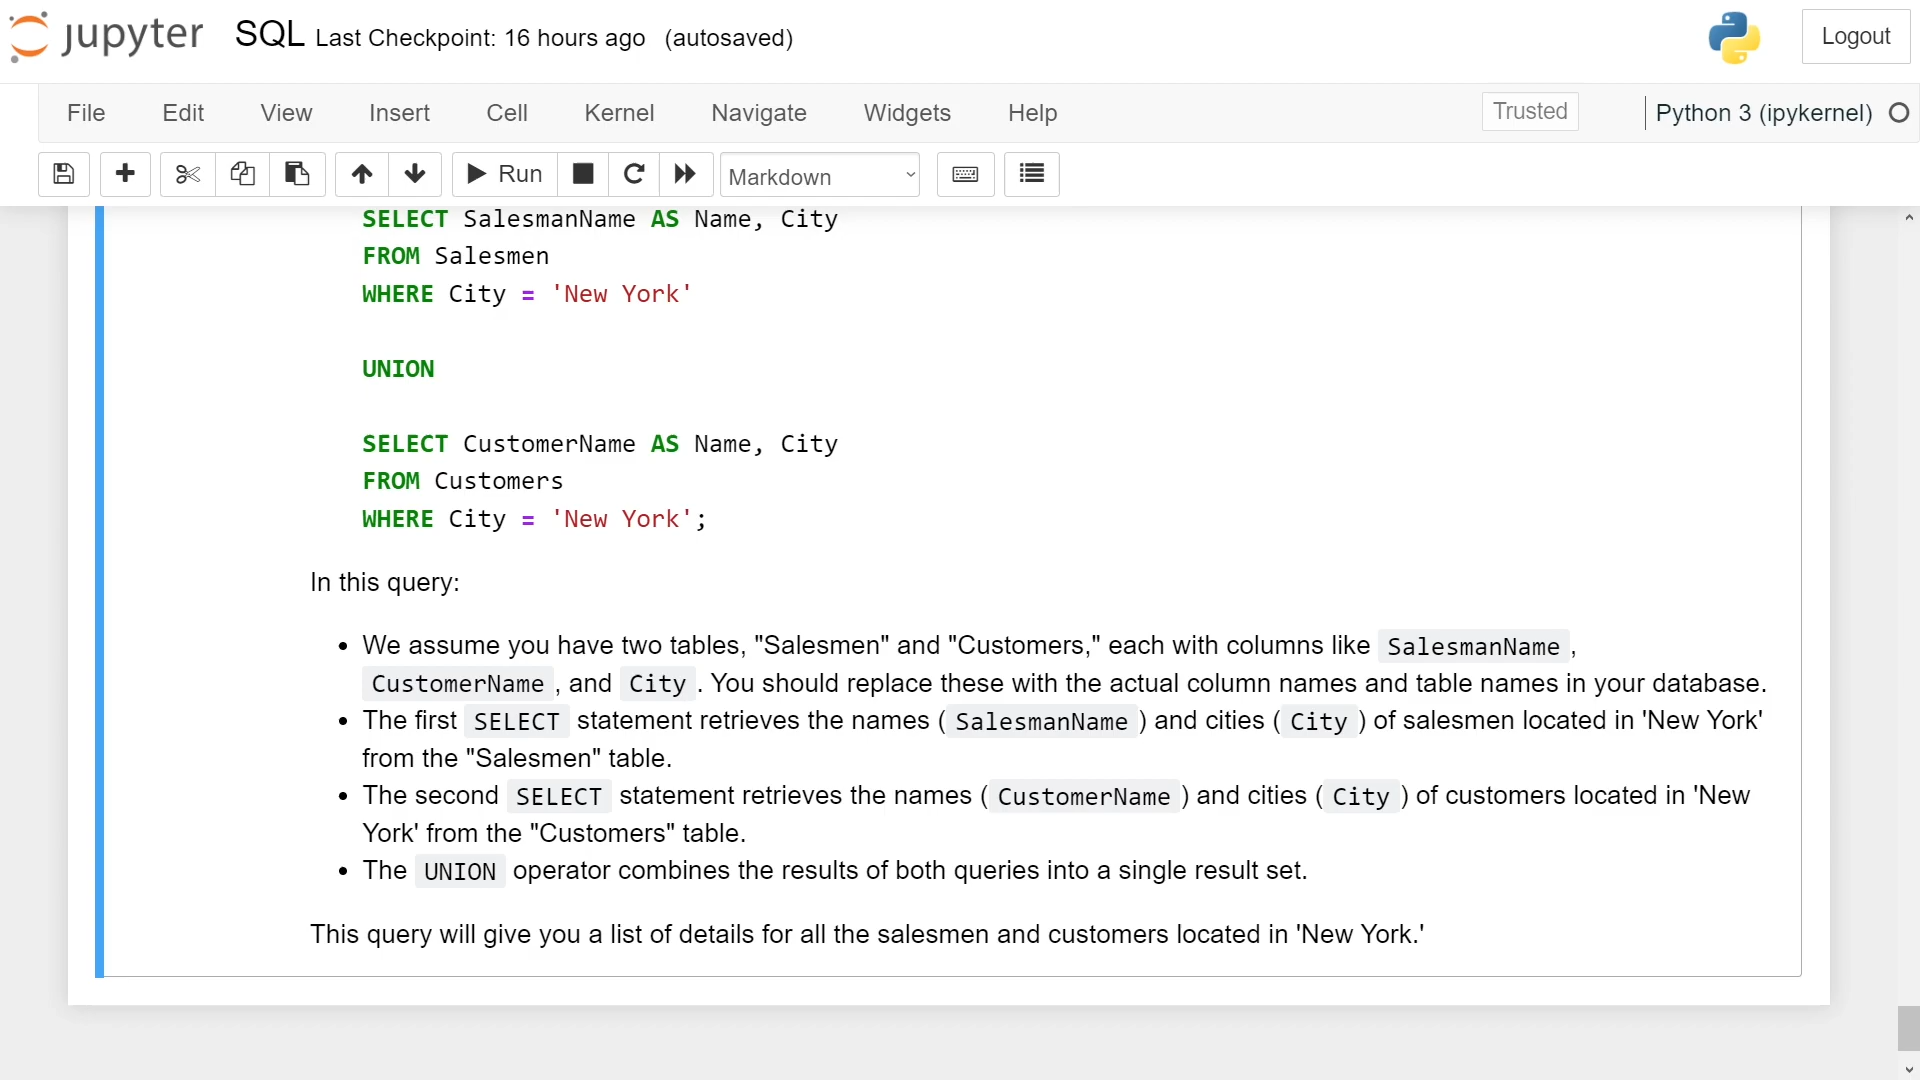 jupyter SQL Last Checkpoint: 16 hours ago (autosaved) Logout
File Edit View Insert Cell Kernel Navigate Widgets Help Trusted Python 3 (ipykernel)
Run Markdown
SELECT SalesmanName AS Name, City
FROM Salesmen
WHERE City = 'New York'
UNION
SELECT CustomerName AS Name, City
FROM Customers
WHERE City = 'New York';
In this query:
• We assume you have two tables, "Salesmen" and "Customers," each with columns like SalesmanName ,
CustomerName , and City . You should replace these with the actual column names and table names in your database.
• The first SELECT statement retrieves the names ( SalesmanName ) and cities ( City ) of salesmen located in 'New York'
from the "Salesmen" table.
• The second SELECT statement retrieves the names ( CustomerName ) and cities ( City ) of customers located in 'New
York' from the "Customers" table.
• The UNION operator combines the results of both queries into a single result set.
This query will give you a list of details for all the salesmen and customers located in 'New York.'